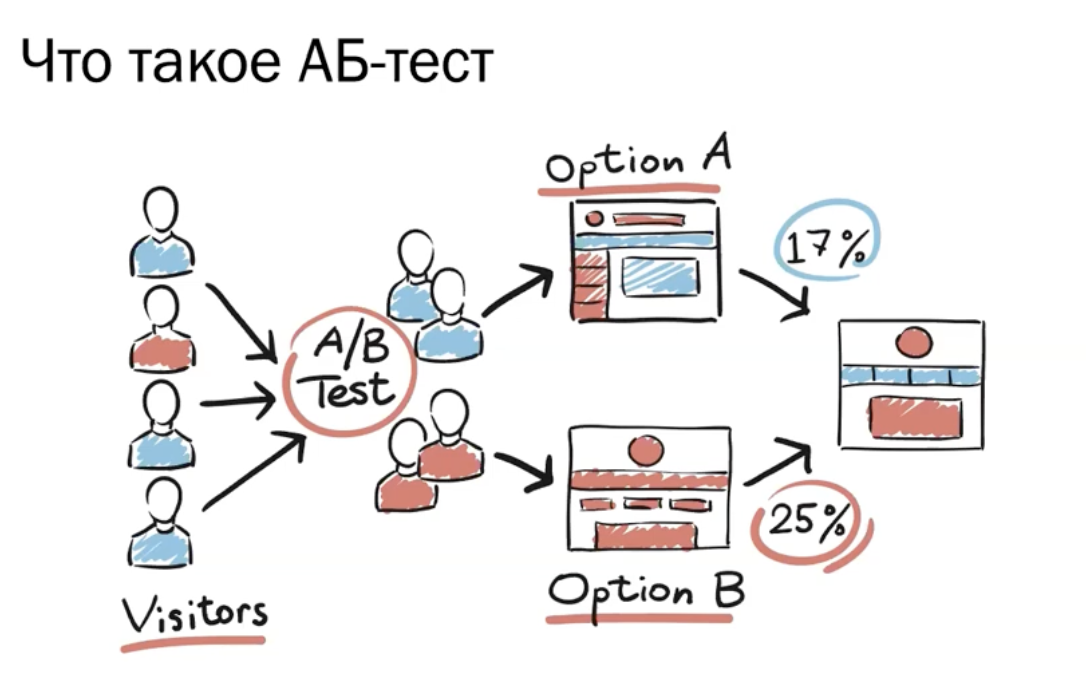 Что такое АБ-тест
Option A
17%
A/B
Test
25%
Option B
Visitors